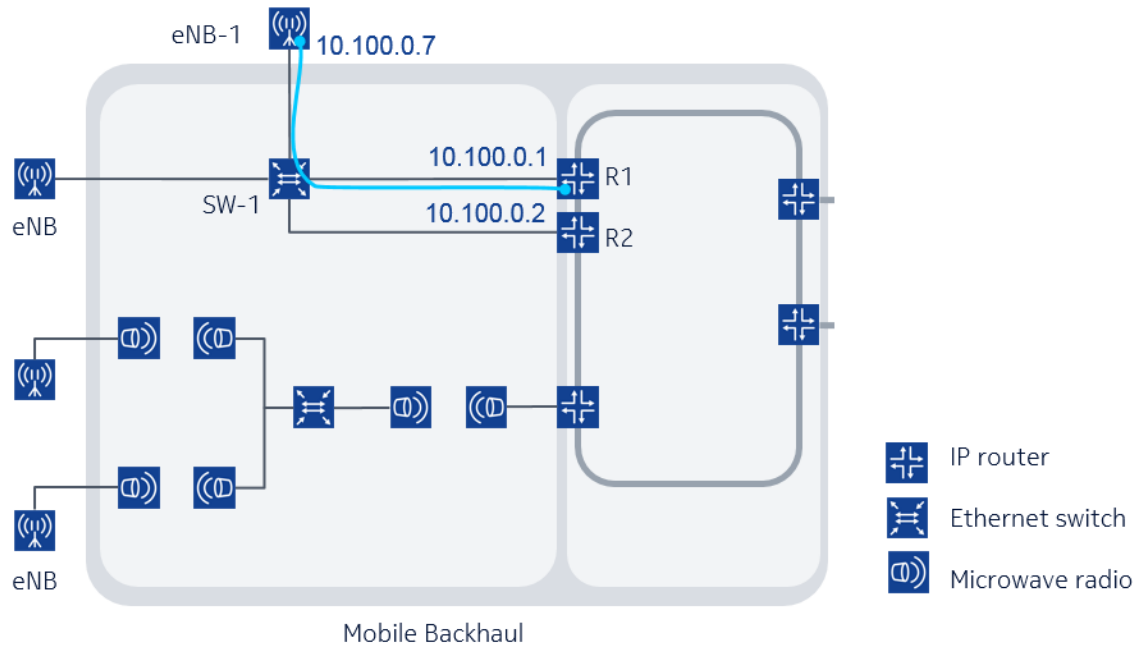 eNB-1
10.100.0.7
10.100.0.1
R1
SW-1
eNB
10.100.0.2
R2
IP router
Ethernet switch
eNB
Microwave radio
Mobile Backhaul